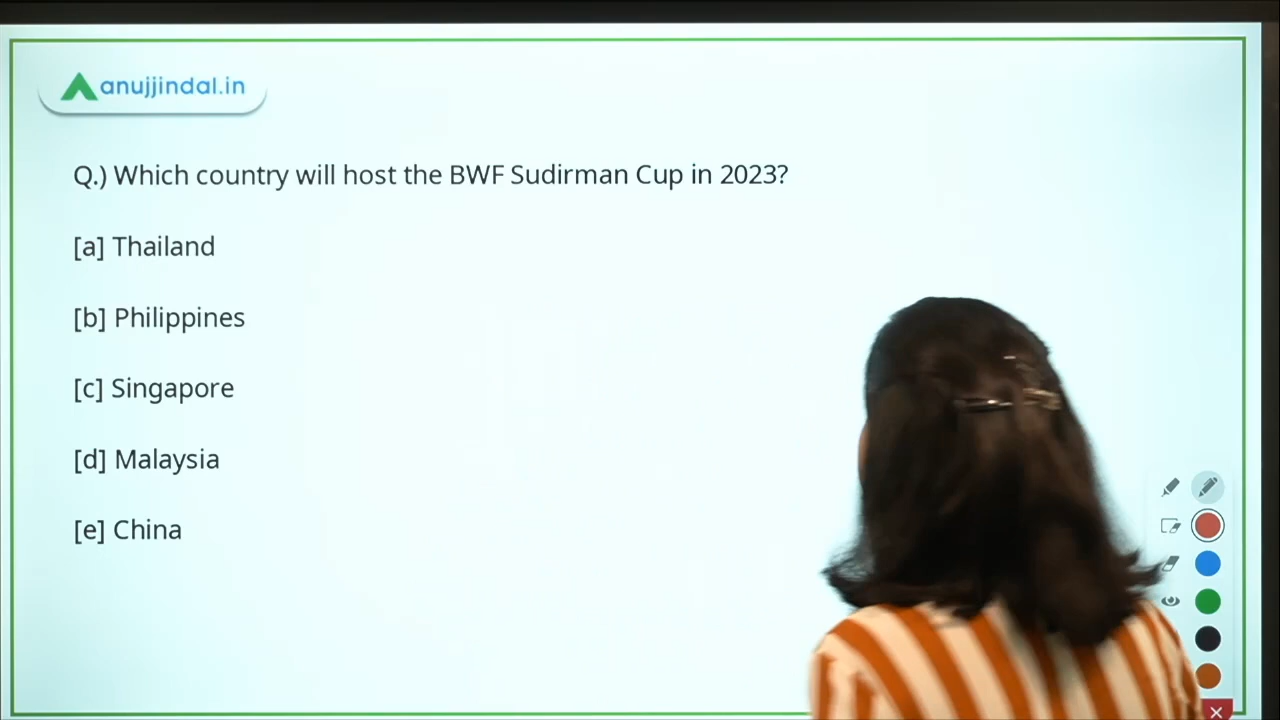 anujjindal.in
Q.) Which country will host the BWF Sudirman Cup in 2023?
[a] Thailand
[b] Philippines
[c] Singapore
[d] Malaysia
[e] China